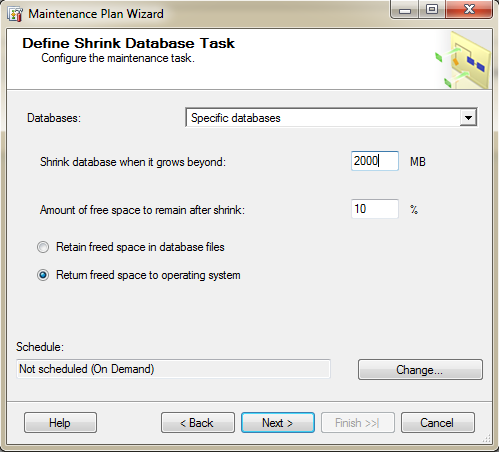 Maintenance Plan Wizard
Define Shrink Database Task
Configure the maintenance task.
Databases: Specific databases
Shrink database when it grows beyond: 2000 MB
Amount of free space to remain after shrink: 10 %
Retain freed space in database files
Return freed space to operating system
Schedule:
Not scheduled (On Demand) Change...
Help < Back Next > Finish >>| Cancel